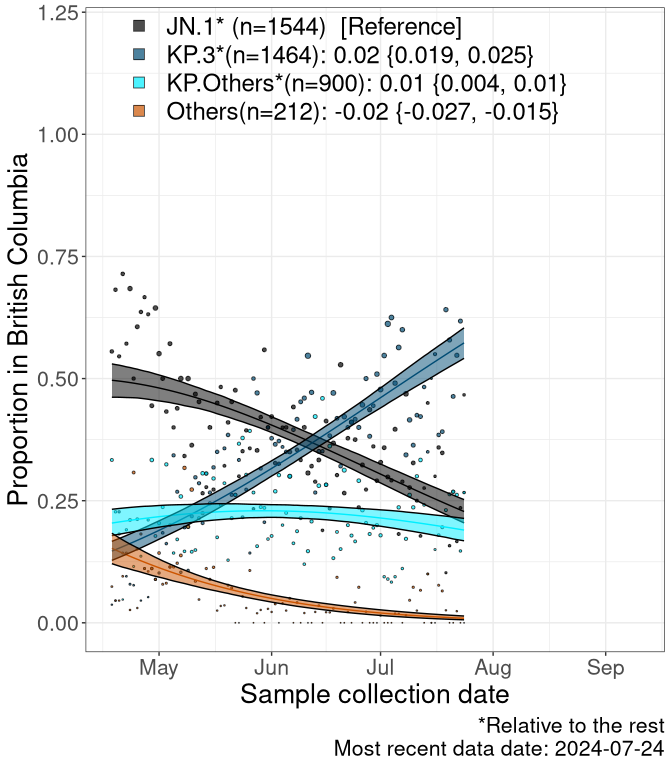 JN.1* (n=1544) [Reference]
KP.3*(n=1464): 0.02 {0.019, 0.025}
KP.Others*(n=900): 0.01 {0.004, 0.01}
Others(n=212): -0.02 {-0.027, -0.015}
Proportion in British Columbia
1.25
1.00
0.75
0.50
0.25
0.00
May Jun Jul Aug Sep
Sample collection date
*Relative to the rest
Most recent data date: 2024-07-24